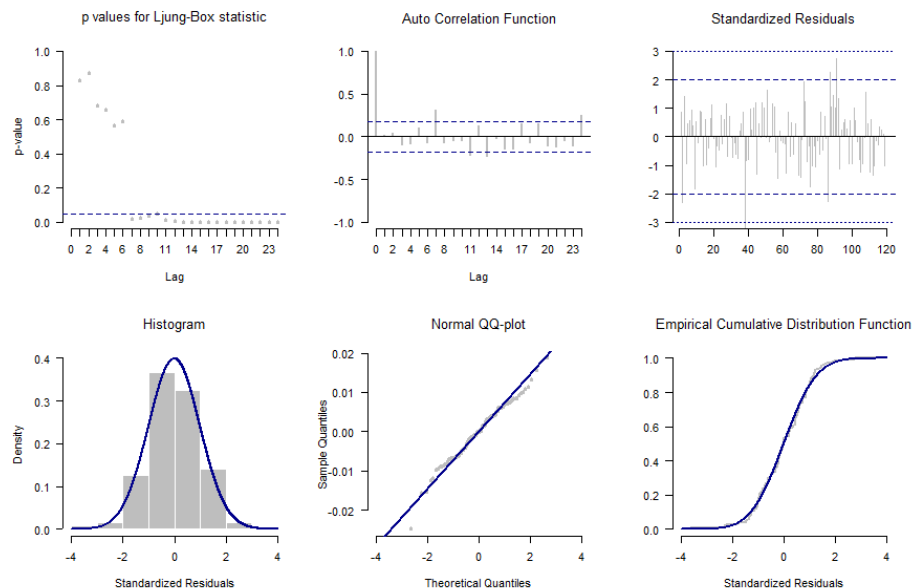 p values for Ljung-Box statistic
Auto Correlation Function
Standardized Residuals
1.0
0.8
0.6
0.4
0.2
0.0
p-value
0 2 4 6 8 11 14 17 20 23
Lag
1.0
0.5
0.0
-0.5
-1.0
0 2 4 6 8 11 14 17 20 23
Lag
3
2
1
0
-1
-2
-3
0 20 40 60 80 100 120
Histogram
Normal QQ-plot
Empirical Cumulative Distribution Function
0.4
0.3
0.2
0.1
0.0
Density
-4 -2 0 2 4
Standardized Residuals
0.02
0.01
0.00
-0.01
-0.02
Sample Quantiles
-4 -2 0 2 4
Theoretical Quantiles
1.0
0.8
0.6
0.4
0.2
0.0
-4 -2 0 2 4
Standardized Residuals